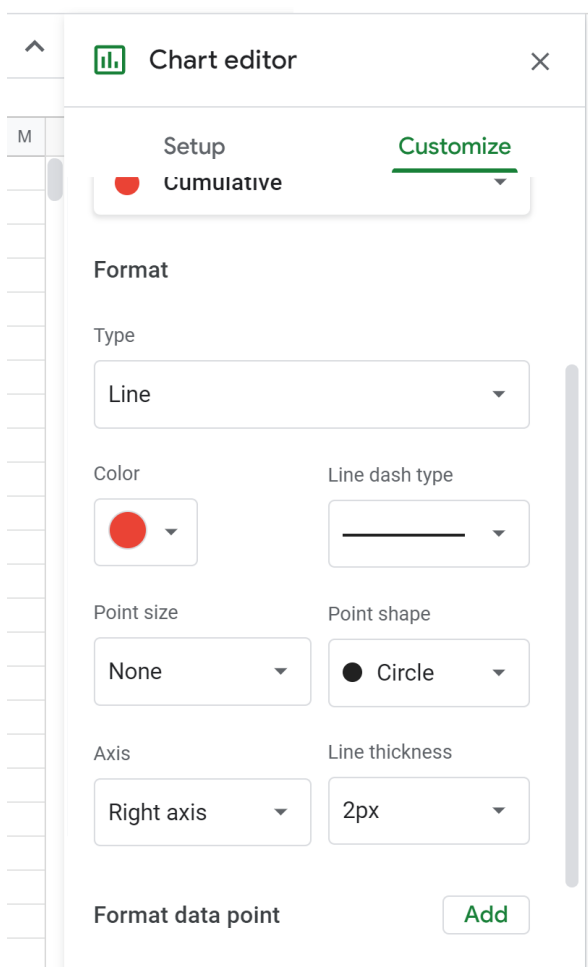 Chart editor
M
Setup
Customize
Cumulative
Format
Type
Line
Color
Line dash type
Point size
Point shape
None
Circle
Axis
Line thickness
Right axis
2px
Format data point
Add